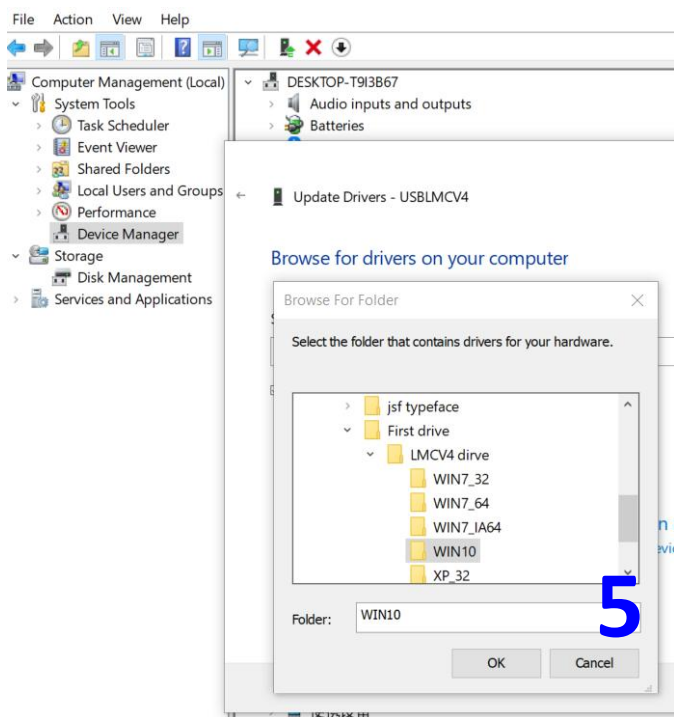 File Action View Help
Computer Management (Local)
System Tools
Task Scheduler
Event Viewer
Shared Folders
Local Users and Groups
Performance
Device Manager
Storage
Disk Management
Services and Applications
DESKTOP-T9I3B67
Audio inputs and outputs
Batteries
Update Drivers - USBLMCV4
Browse for drivers on your computer
Browse For Folder
Select the folder that contains drivers for your hardware.
jsf typeface
First drive
LMCV4 dirve
WIN7_32
WIN7_64
WIN7_IA64
WIN10
XP_32
5
Folder: WIN10
OK Cancel